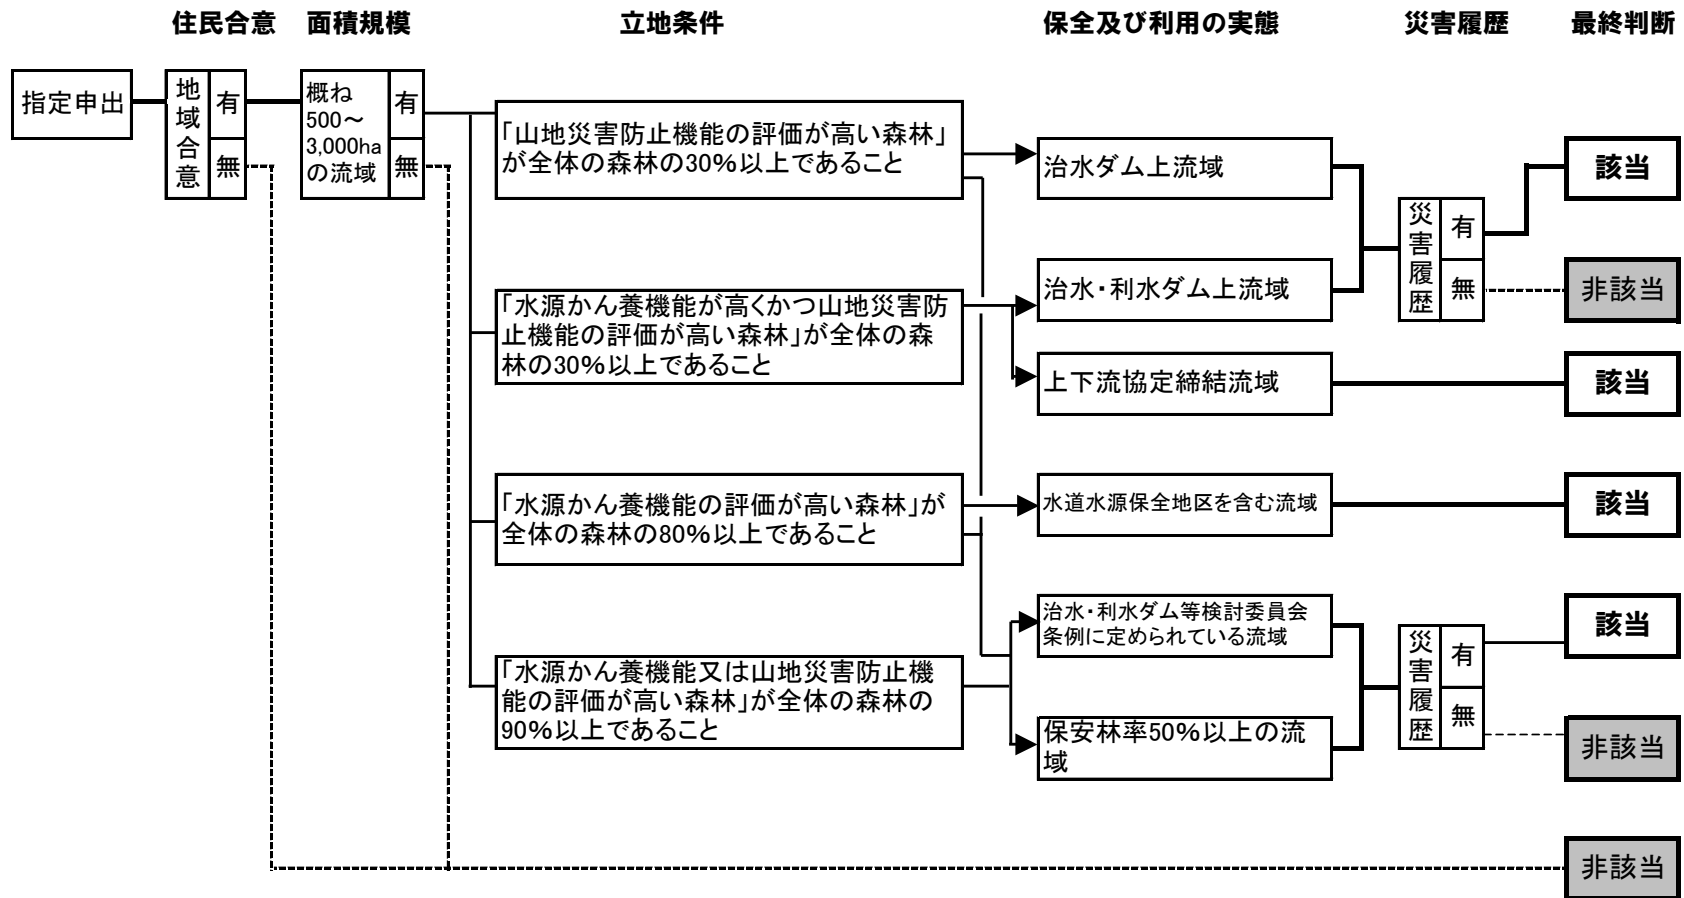 住民合意
面積規模
立地条件
保全及び利用の実態
災害履歴
最終判断
指定申出
地域合意
有
無
概ね
500～
3,000ha
の流域
有
無
「山地災害防止機能の評価が高い森林」
が全体の森林の30%以上であること
「水源かん養機能が高くかつ山地災害防
止機能の評価が高い森林」が全体の森
林の30%以上であること
「水源かん養機能の評価が高い森林」が
全体の森林の80%以上であること
「水源かん養機能又は山地災害防止機
能の評価が高い森林」が全体の森林の
90%以上であること
治水ダム上流域
治水・利水ダム上流域
上下流協定締結流域
水道水源保全地区を含む流域
治水・利水ダム等検討委員会
条例に定められている流域
保安林率50%以上の流
域
災害履歴
有
無
災害履歴
有
無
該当
非該当
該当
該当
該当
非該当
非該当